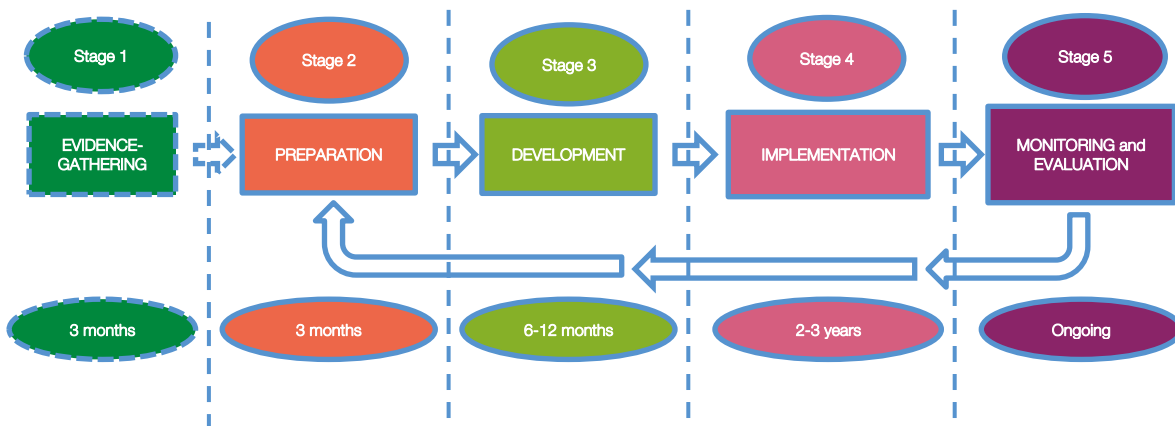 Stage 1
Stage 2
Stage 3
Stage 4
Stage 5
EVIDENCE-
GATHERING
PREPARATION
DEVELOPMENT
IMPLEMENTATION
MONITORING and
EVALUATION
3 months
3 months
6-12 months
2-3 years
Ongoing